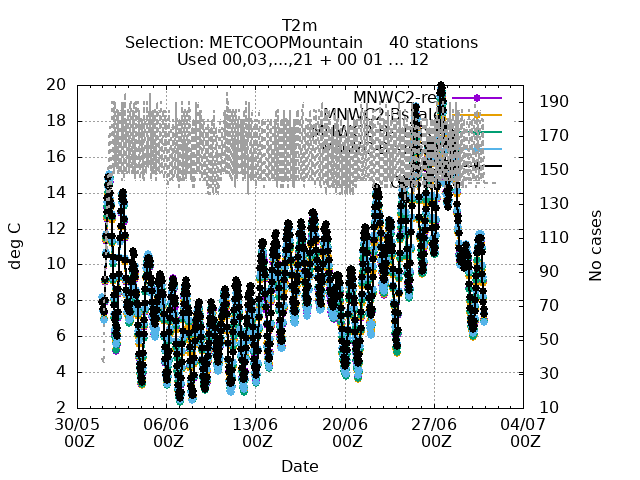 T2m
Selection: METCOOPMountain 40 stations
Used 00,03,...,21 + 00 01 ... 12
deg C
20
18
16
14
12
10
8
6
4
2
MNWC2-ref
190
170
150
130
110
90
70
50
30
10
No cases
30/05 06/06 13/06 20/06 27/06 04/07
00Z 00Z 00Z 00Z 00Z 00Z
Date